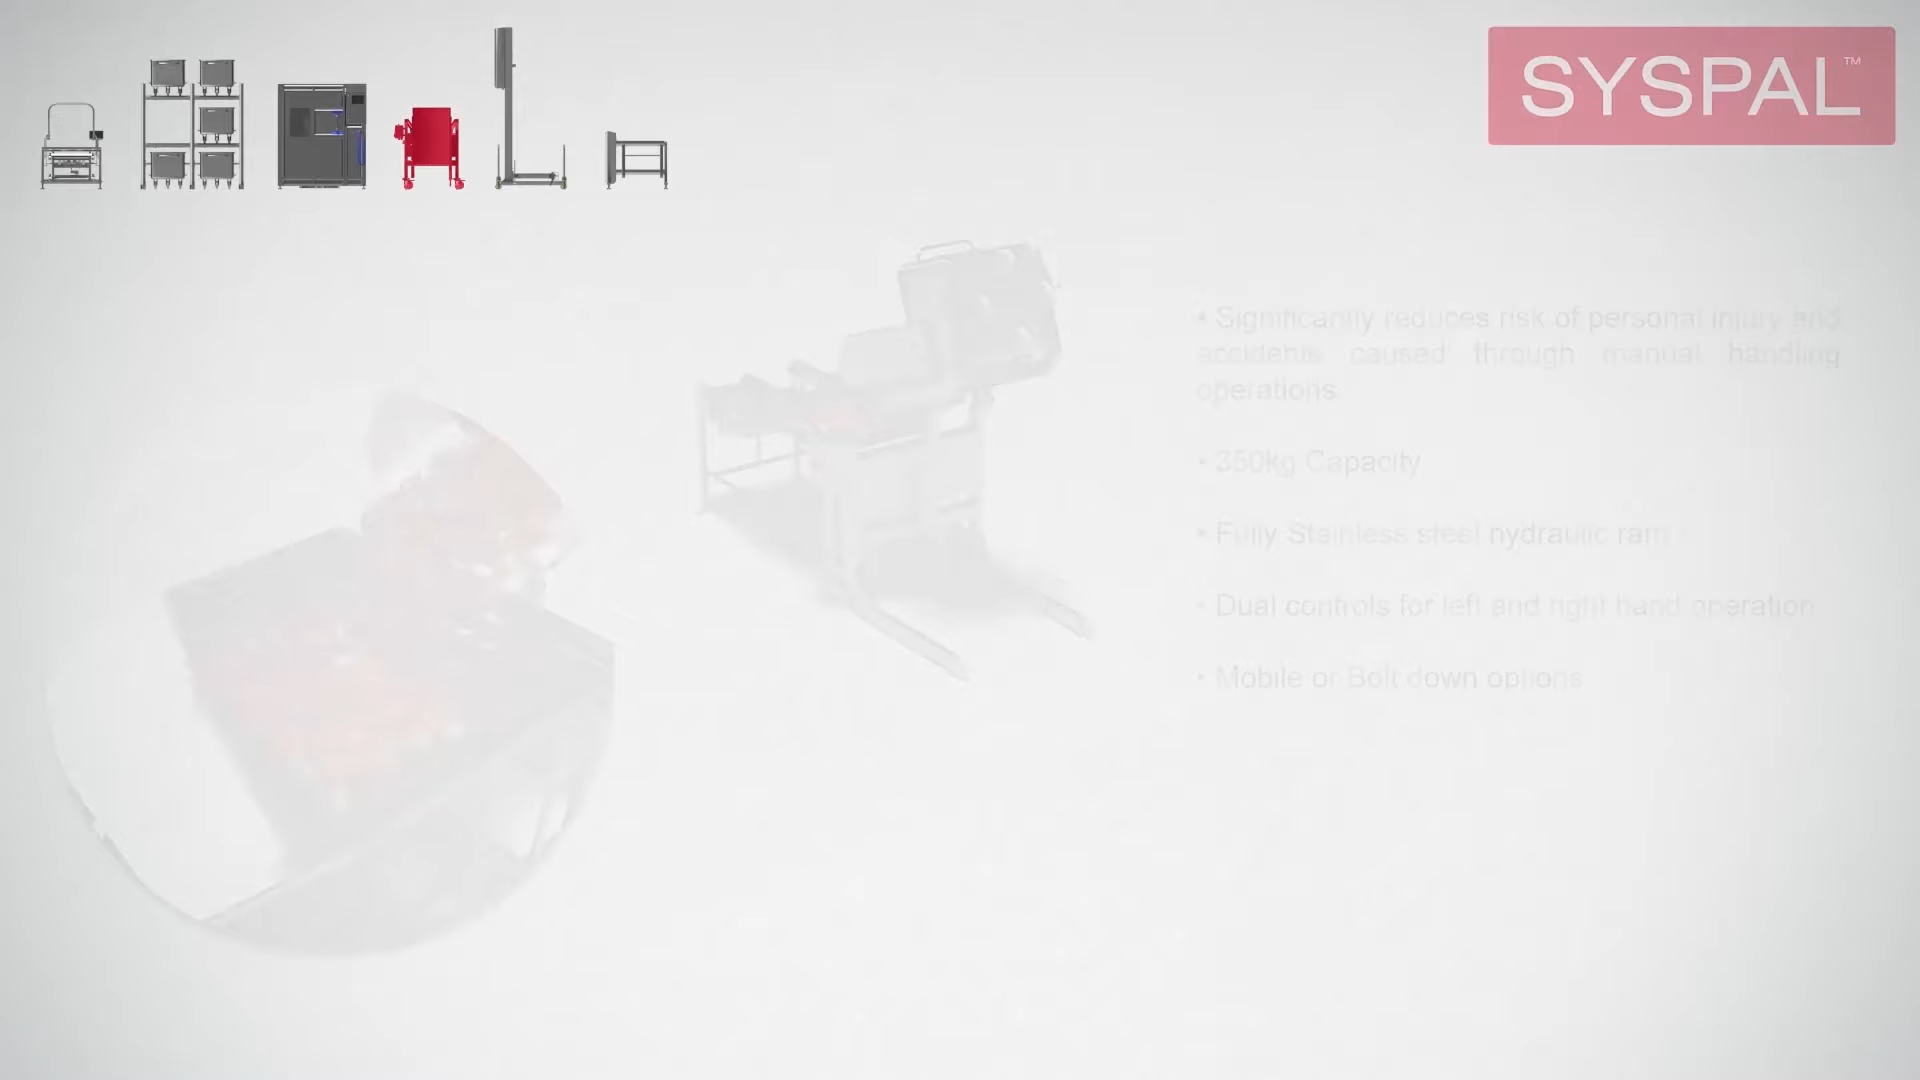 SYSPAL™
• Significantly reduces risk of personal injury and
accidents caused through manual handling
operations.
• 350kg Capacity
• Fully Stainless steel hydraulic ram
• Dual controls for left and right hand operation
• Mobile or Bolt down options